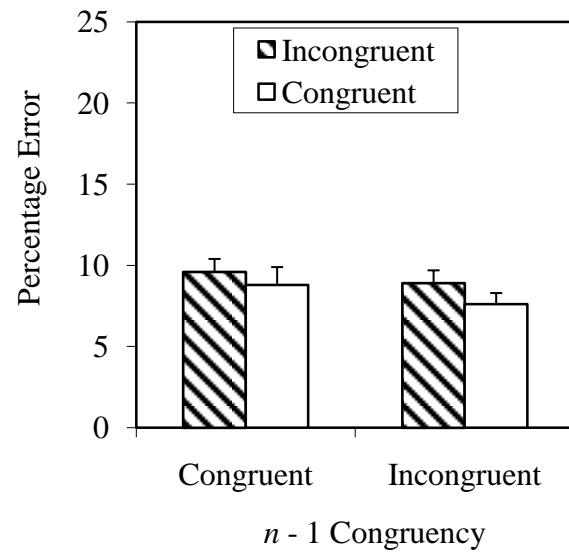 25
Incongruent
Congruent
20
15
10
5
0
Percentage Error
Congruent
Incongruent
n - 1 Congruency